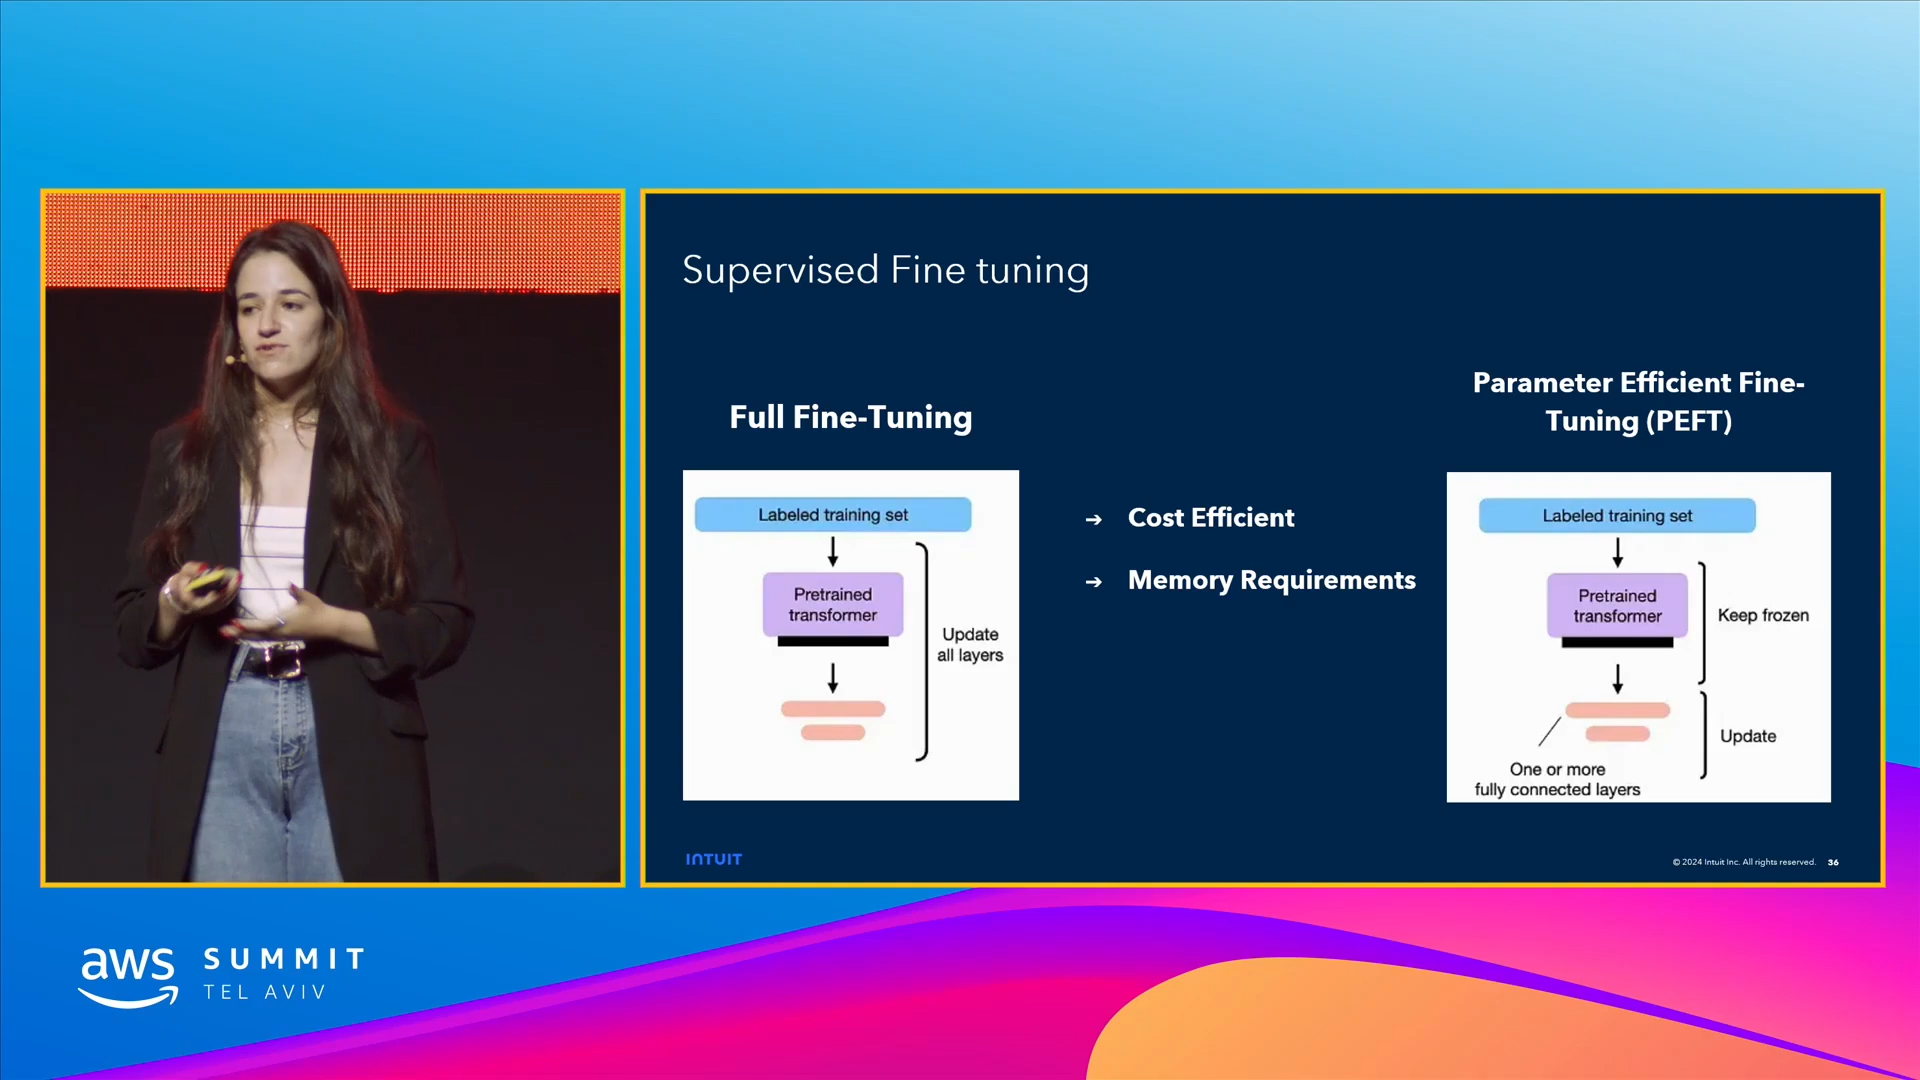 Supervised Fine tuning
Full Fine-Tuning
Labeled training set
Pretrained
transformer
Update
all layers
→ Cost Efficient
→ Memory Requirements
Parameter Efficient Fine-
Tuning (PEFT)
Labeled training set
Pretrained
transformer
Keep frozen
Update
One or more
fully connected layers
INTUIT
© 2024 Intuit Inc. All rights reserved. 36
aws SUMMIT
TEL AVIV